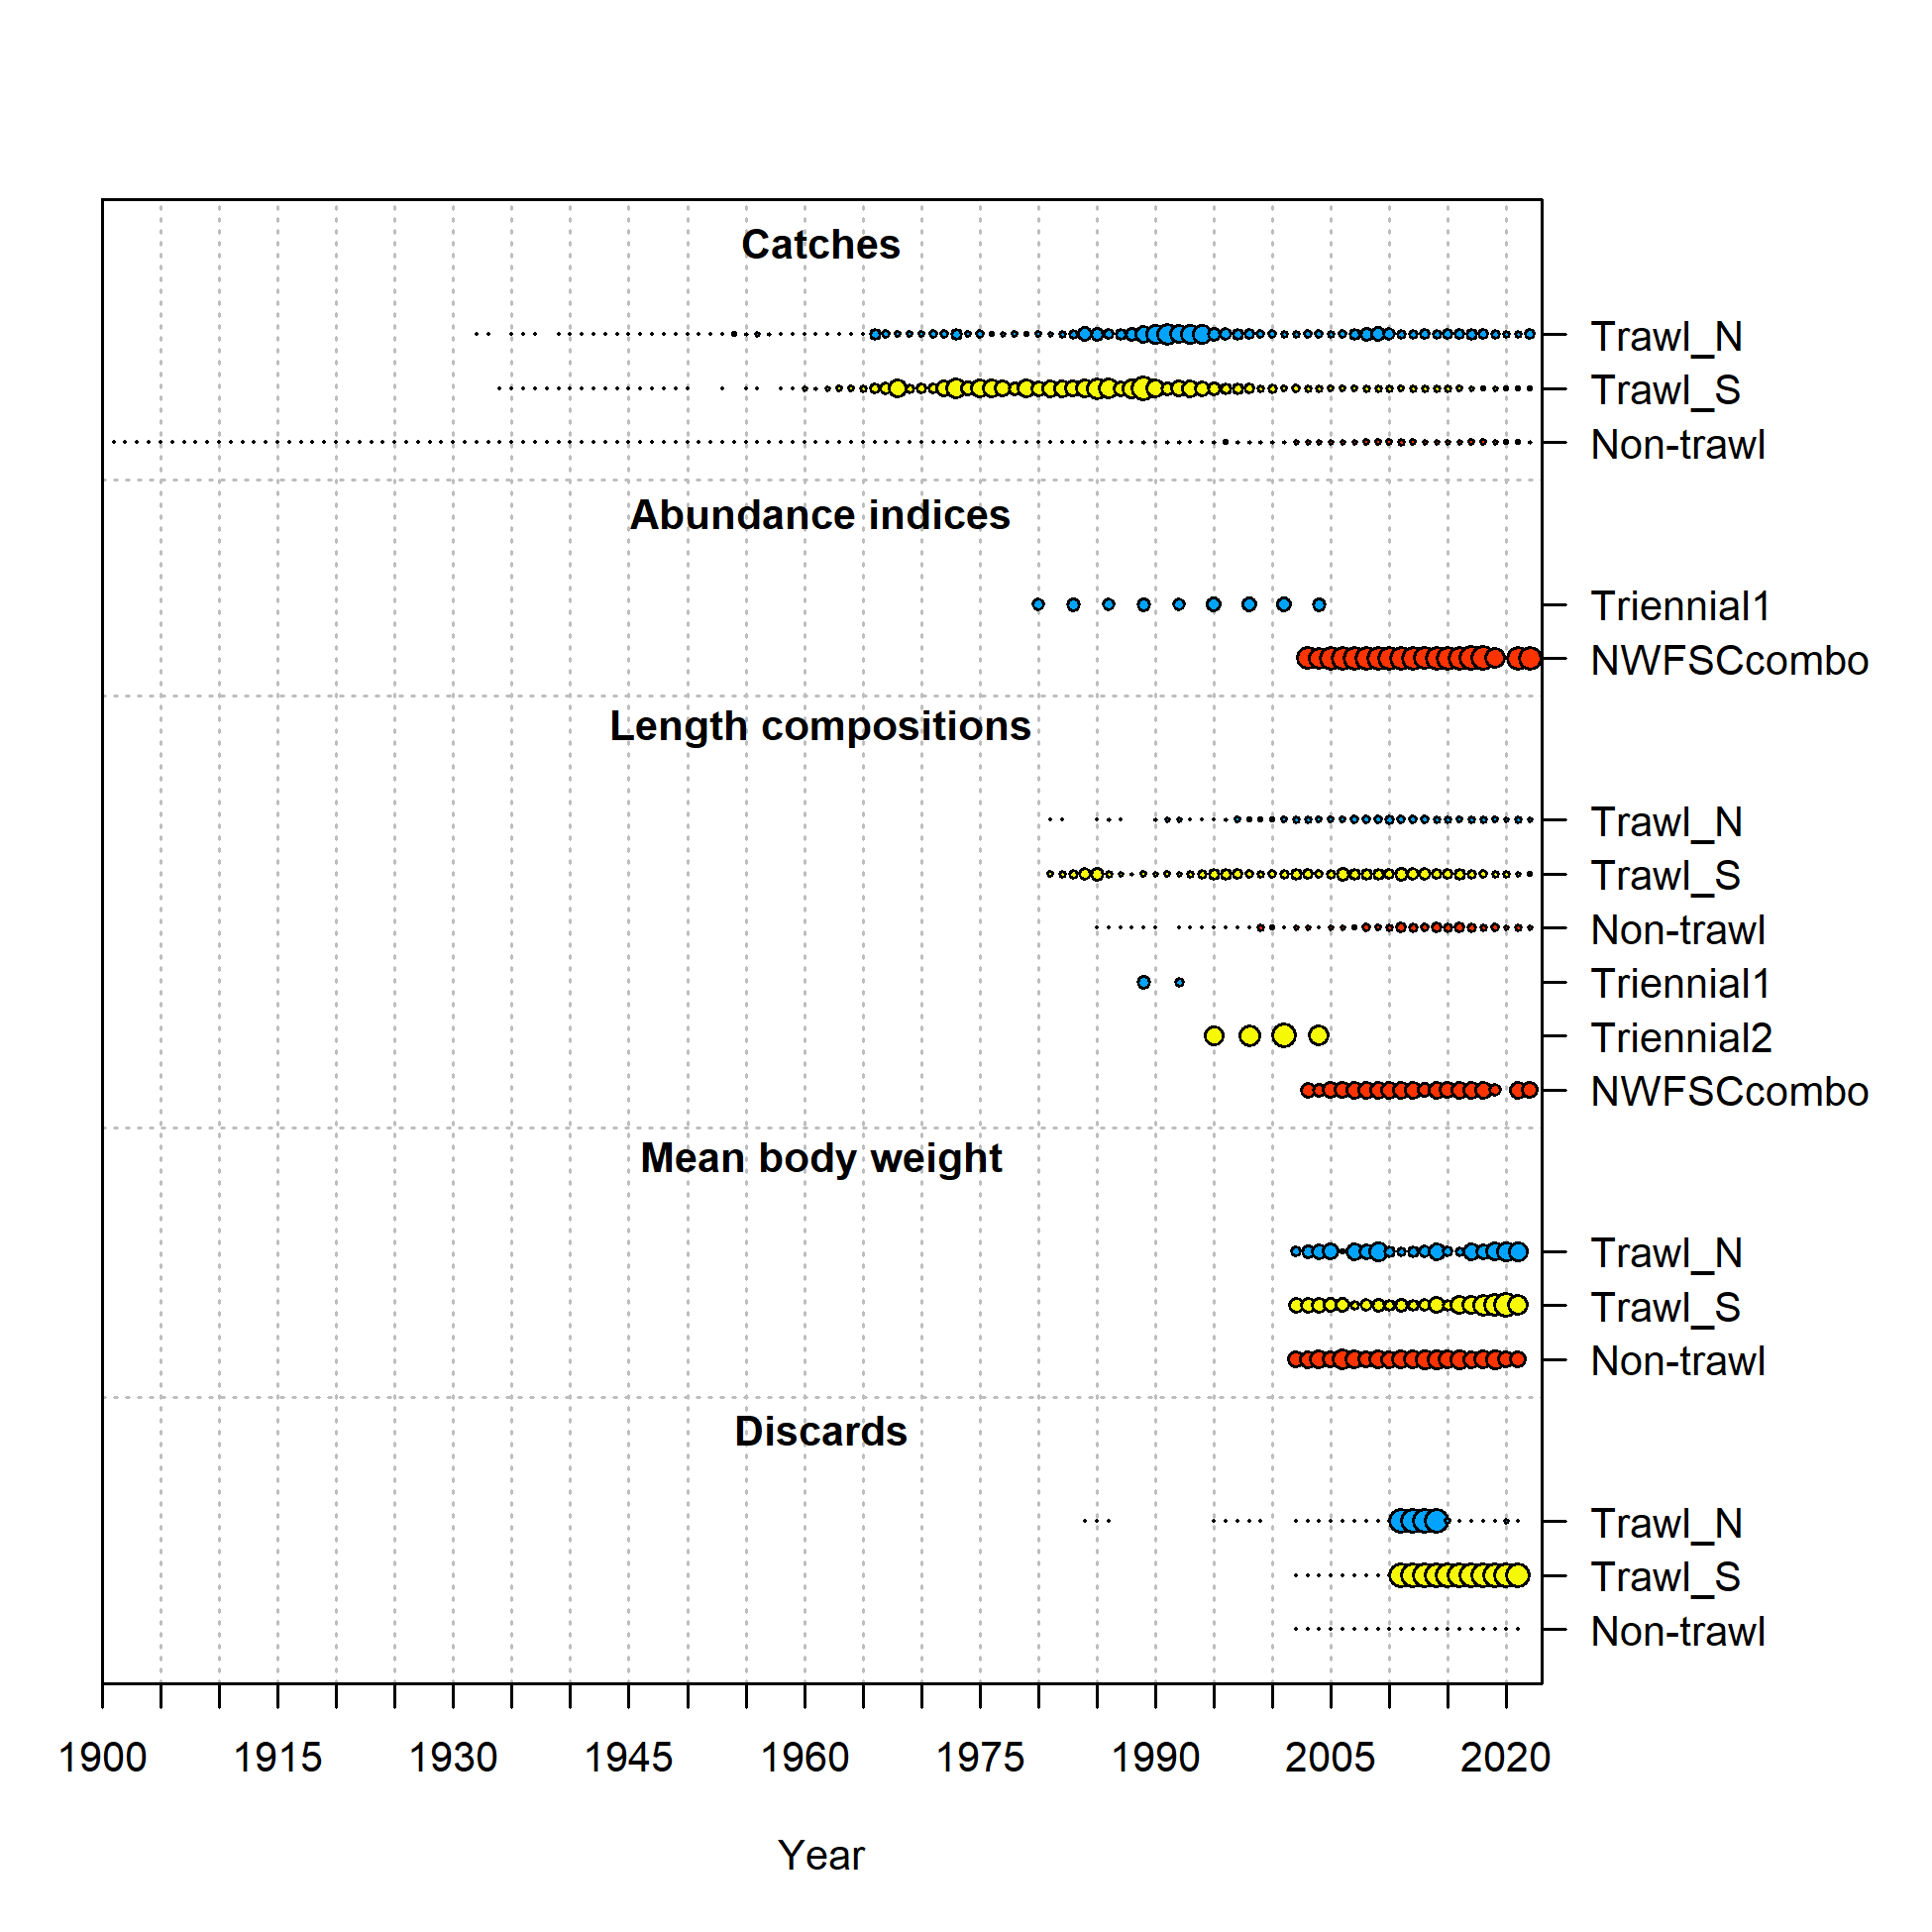 Catches
Trawl_N
Trawl_S
Non-trawl
Abundance indices
Triennial1
NWFSCcombo
Length compositions
Trawl_N
Trawl_S
Non-trawl
Triennial1
Triennial2
NWFSCcombo
Mean body weight
Trawl_N
Trawl_S
Non-trawl
Discards
Trawl_N
Trawl_S
Non-trawl
1900 1915 1930 1945 1960 1975 1990 2005 2020
Year